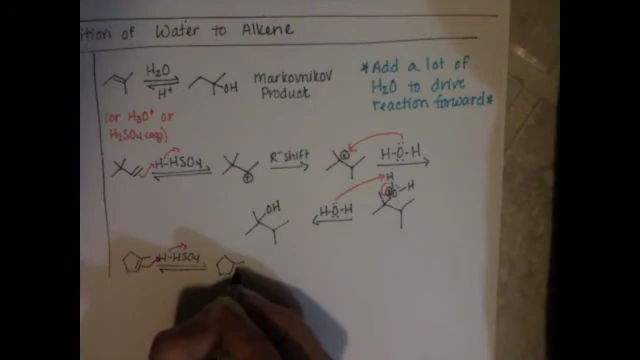 ition of Water to Alkene
H2O
H+
OH
Markovnikov
Product
*Add a lot of
H2O to drive
reaction forward*
(or H3O+ or
H2SO4 (aq))
H-HSO4
R- shift
H-O-H
OH
H-O-H
H
O-H
H-HSO4